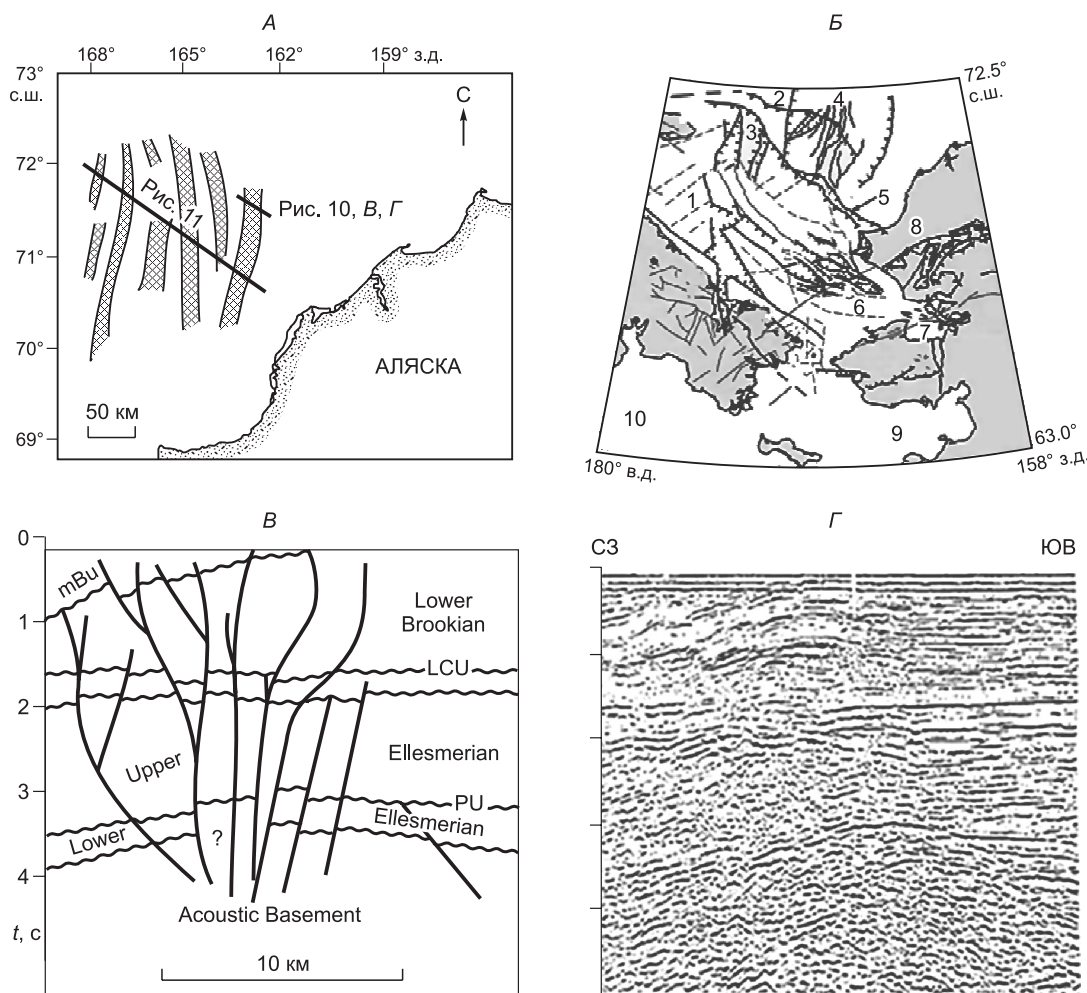 А
168° 165° 162° 159° з.д.
73°
с.ш.
С
72°
Рис. 11
Рис. 10, В, Г
71°
70°
АЛЯСКА
50 км
69°
Б
72.5°
с.ш.
2 4
3
1
5
8
6
7
10
9
63.0°
180° в.д.
158° з.д.
В
0
mBu
Lower
Brookian
1
LCU
2
Upper
Ellesmerian
3
PU
Ellesmerian
Lower
?
4
Acoustic Basement
t, с
10 км
Г
СЗ ЮВ